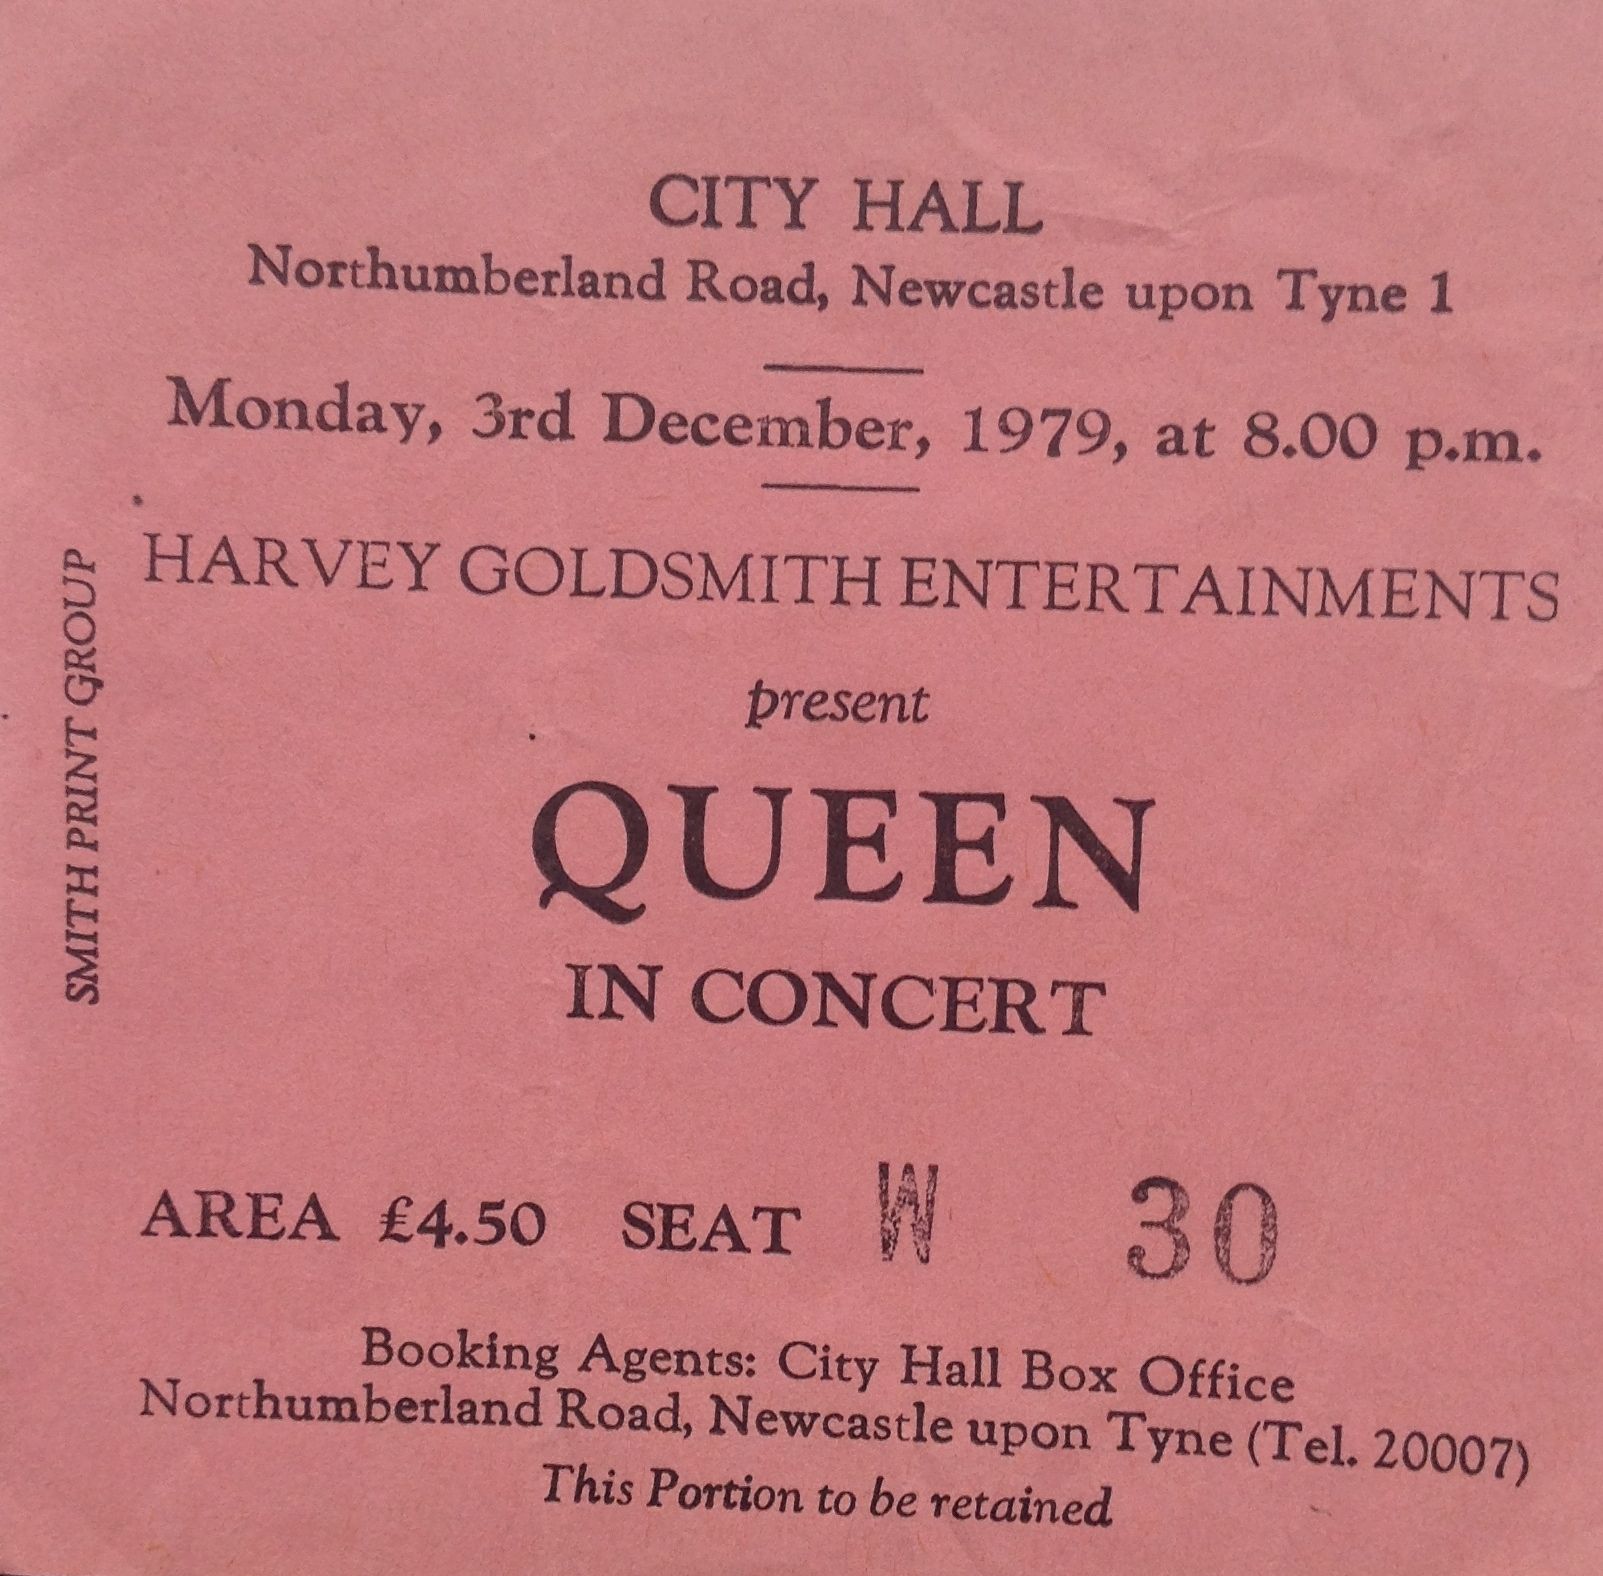 CITY HALL
Northumberland Road, Newcastle upon Tyne 1
Monday, 3rd December, 1979, at 8.00 p.m.
HARVEY GOLDSMITH ENTERTAINMENTS
present
QUEEN
IN CONCERT
AREA £4.50 SEAT W 30
Booking Agents: City Hall Box Office
Northumberland Road, Newcastle upon Tyne (Tel. 20007)
This Portion to be retained
SMITH PRINT GROUP